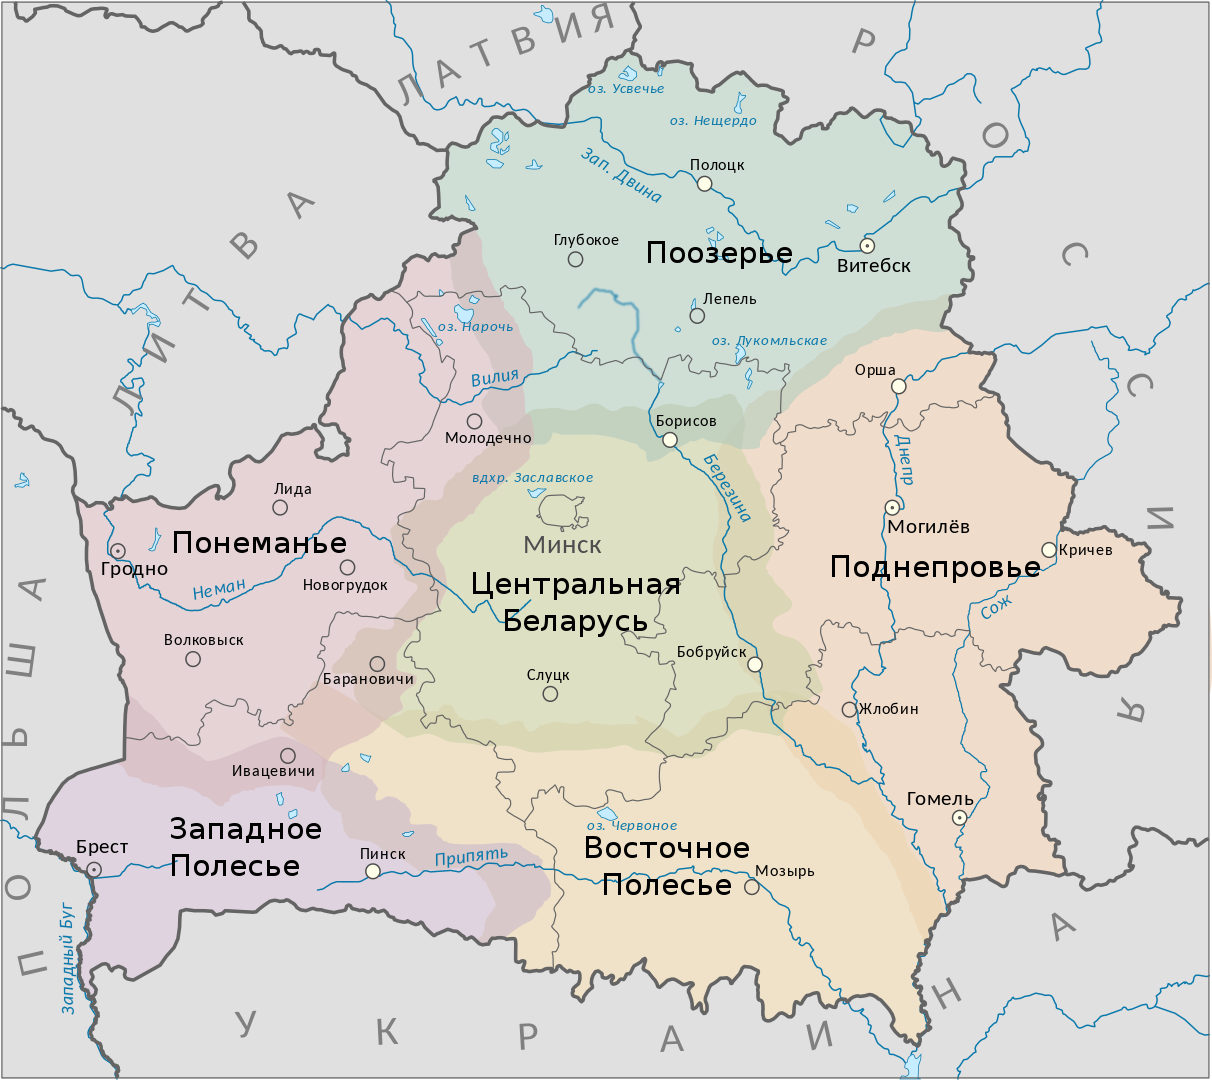 ЛАТВИЯ
РОССИЯ
ЛИТВА
ПОЛЬША
УКРАИНА
оз. Усвечье
оз. Нещердо
Зап. Двина
Полоцк
Глубокое
Поозерье
Витебск
Лепель
оз. Нарочь
оз. Лукомльскае
Вилия
Орша
Борисов
Молодечно
Днепр
Березина
вдхр. Заславское
Лида
Минск
Могилёв
Понеманье
Гродно
Кричев
Поднепровье
Новогрудок
Неман
Центральная
Беларусь
Сож
Волковыск
Бобруйск
Барановичи
Слуцк
Жлобин
Ивацевичи
Гомель
Западное
Полесье
оз. Червоное
Брест
Пинск
Припять
Восточное
Полесье
Мозырь
Западный Буг